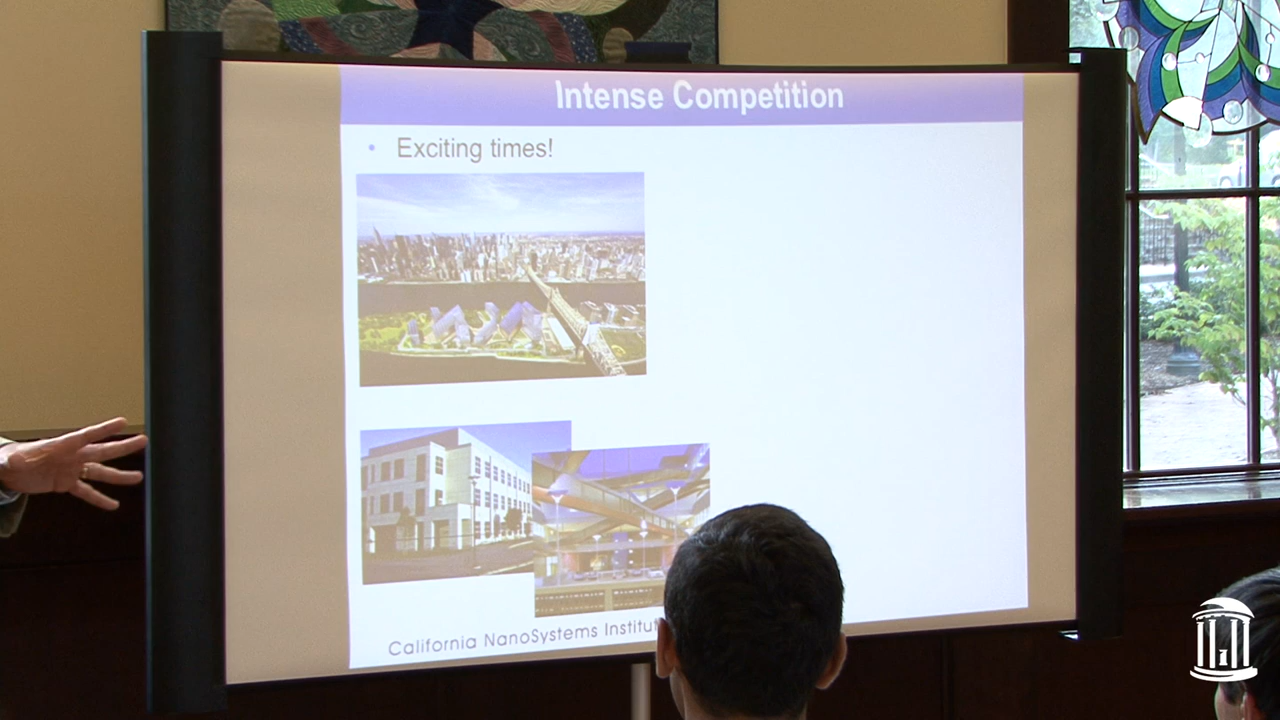 Intense Competition
• Exciting times!
California NanoSystems Institut